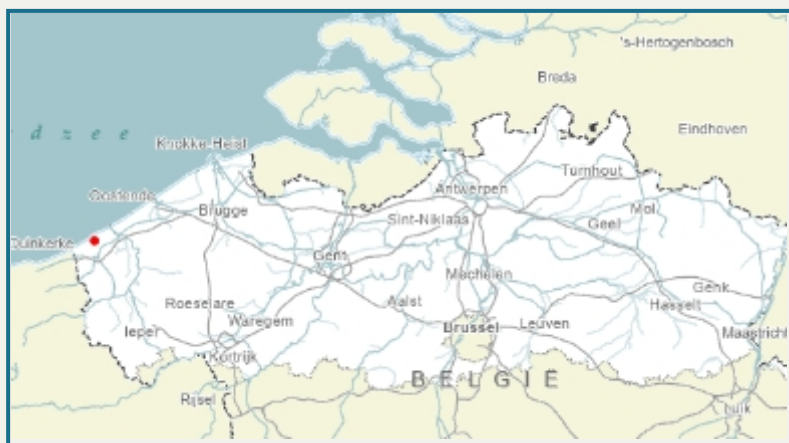 's-Hertogenbosch
Breda
Eindhoven
d z e e
Knokke-Heist
Turnhout
Antwerpen
Oostende
Brugge
Mol
Sint-Niklaas
Geel
Duinkerke
Gent
Mechelen
Genk
Roeselare
Aalst
Hasselt
Waregem
Brussel
Leuven
Ieper
Maastricht
Kortrijk
BELGIË
Rijsel
Luik